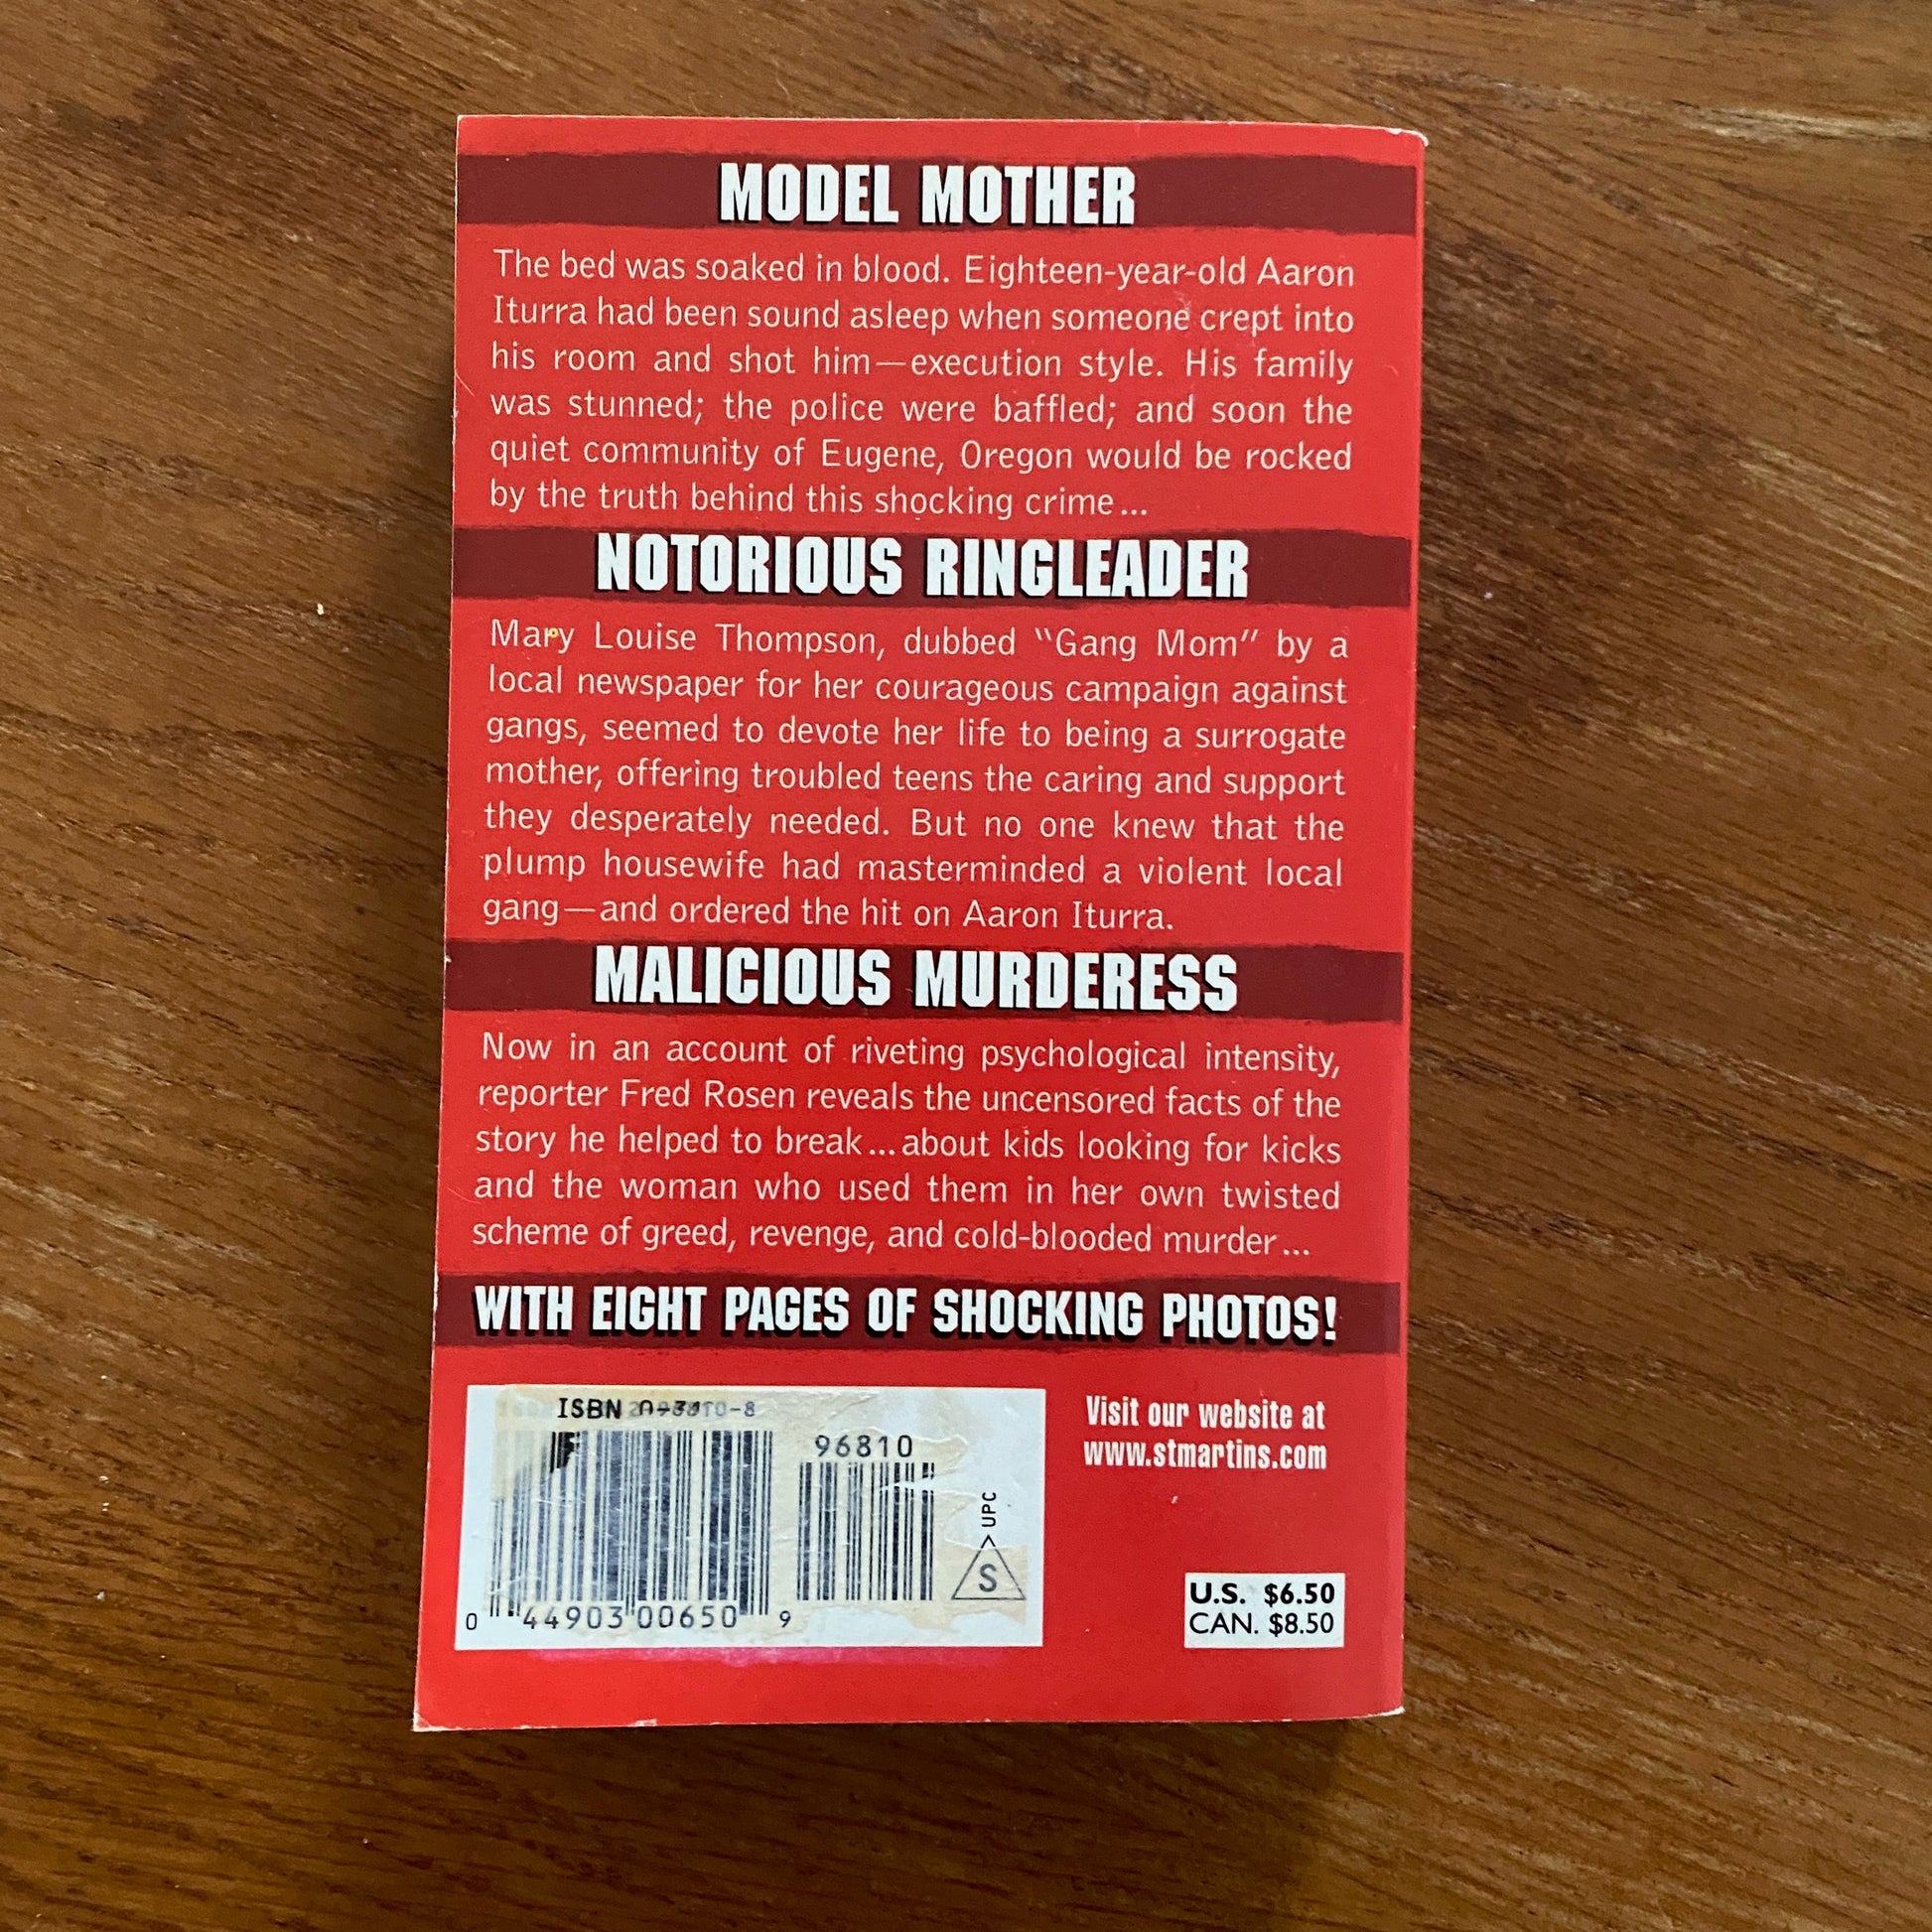 MODEL MOTHER
The bed was soaked in blood. Eighteen-year-old Aaron
Iturra had been sound asleep when someone crept into
his room and shot him—execution style. His family
was stunned; the police were baffled; and soon the
quiet community of Eugene, Oregon would be rocked
by the truth behind this shocking crime...
NOTORIOUS RINGLEADER
Mary Louise Thompson, dubbed "Gang Mom" by a
local newspaper for her courageous campaign against
gangs, seemed to devote her life to being a surrogate
mother, offering troubled teens the caring and support
they desperately needed. But no one knew that the
plump housewife had masterminded a violent local
gang—and ordered the hit on Aaron Iturra.
MALICIOUS MURDERESS
Now in an account of riveting psychological intensity,
reporter Fred Rosen reveals the uncensored facts of the
story he helped to break...about kids looking for kicks
and the woman who used them in her own twisted
scheme of greed, revenge, and cold-blooded murder...
WITH EIGHT PAGES OF SHOCKING PHOTOS!
ISBN
96810
UPC
S
0 44903 00650 9
Visit our website at
www.stmartins.com
U.S. $6.50
CAN. $8.50